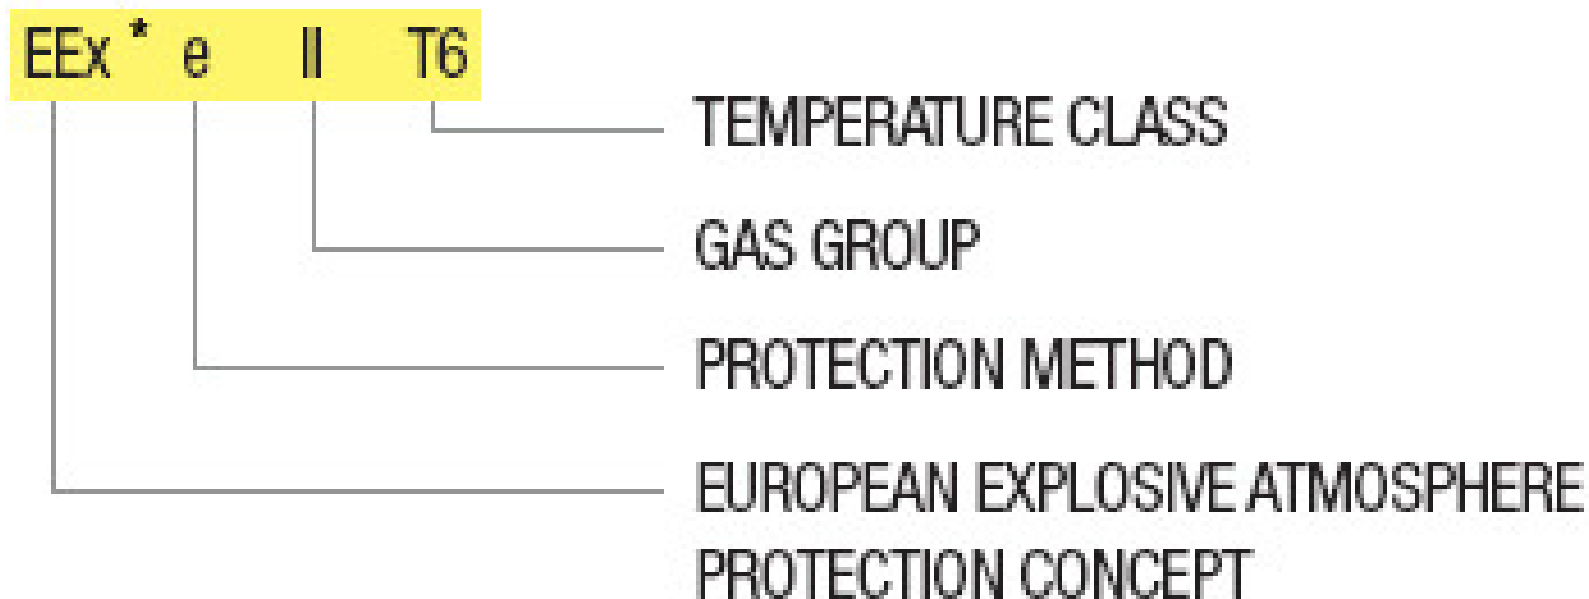 EEx * e II T6
TEMPERATURE CLASS
GAS GROUP
PROTECTION METHOD
EUROPEAN EXPLOSIVE ATMOSPHERE
PROTECTION CONCEPT